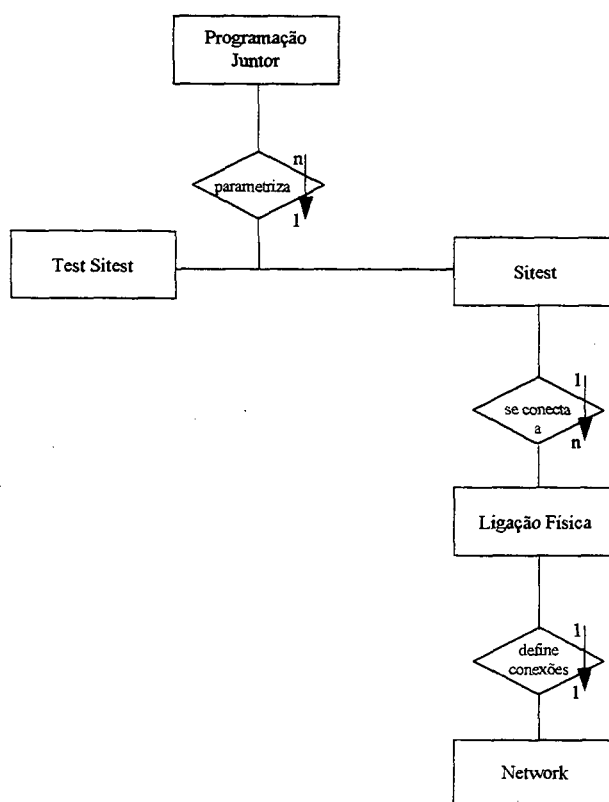 Programação
Juntor
n
parametriza
1
Test Sitest
Sitest
1
se conecta
a
n
Ligação Física
1
define
conexões
1
Network